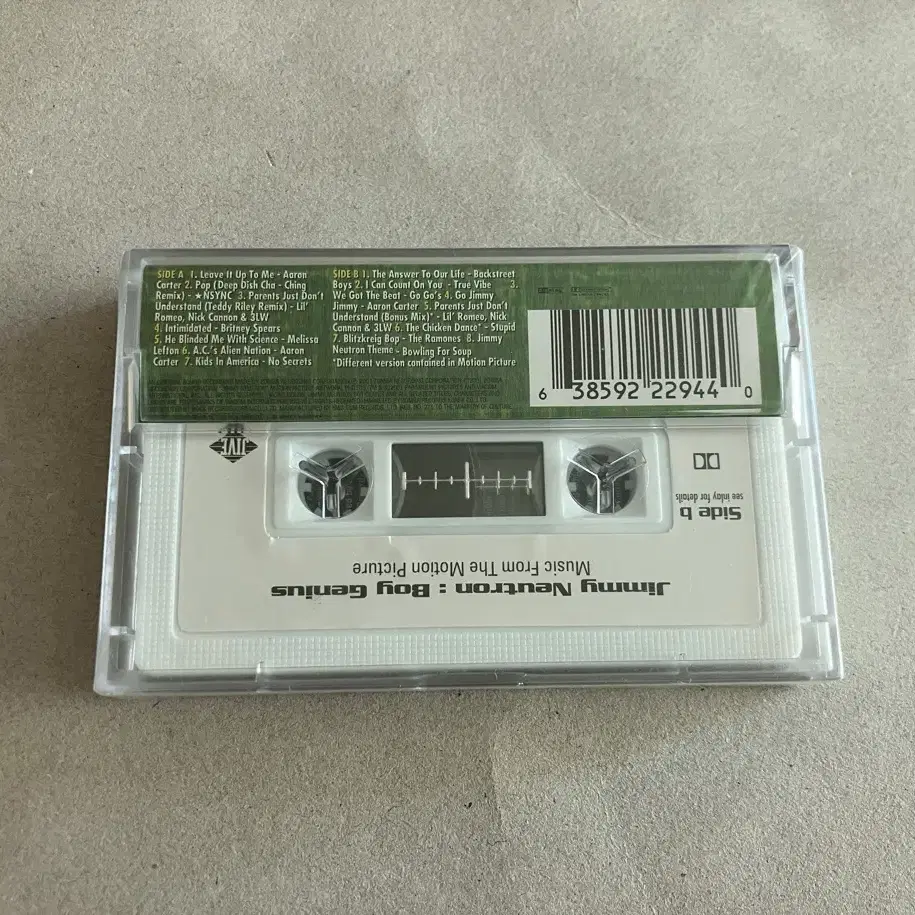 SIDE A 1. Leave It Up To Me - Aaron
Carter 2. Pop (Deep Dish Cha - Ching
Remix) - ★NSYNC 3. Parents Just Don't
Understand (Teddy Riley Remix) - Lil'
Romeo, Nick Cannon & 3LW
4. Intimidated - Britney Spears
5. He Blinded Me With Science - Melissa
Lefton 6. A.C.'s Alien Nation - Aaron
Carter 7. Kids In America - No Secrets
SIDE B 1. The Answer To Our Life - Backstreet
Boys 2. I Can Count On You - True Vibe 3.
We Got The Beat - Go Go's 4. Go Jimmy
Jimmy - Aaron Carter 5. Parents Just Don't
Understand (Bonus Mix)* - Lil' Romeo, Nick
Cannon & 3LW 6. The Chicken Dance* - Stupid
7. Blitzkreig Bop - The Ramones 8. Jimmy
Neutron Theme - Bowling For Soup
*Different version contained in Motion Picture
6 38592 22944 0
JIVE
Side b
see inlay for details
Jimmy Neutron : Boy Genius
Music From The Motion Picture